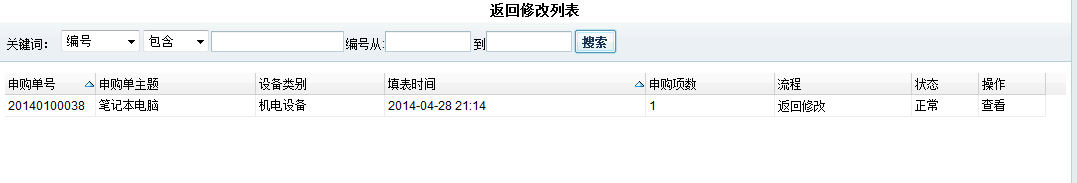 返回修改列表
关键词： 编号 包含 编号从: 到 搜索
申购单号 申购单主题 设备类别 填表时间 申购项数 流程 状态 操作
20140100038 笔记本电脑 机电设备 2014-04-28 21:14 1 返回修改 正常 查看